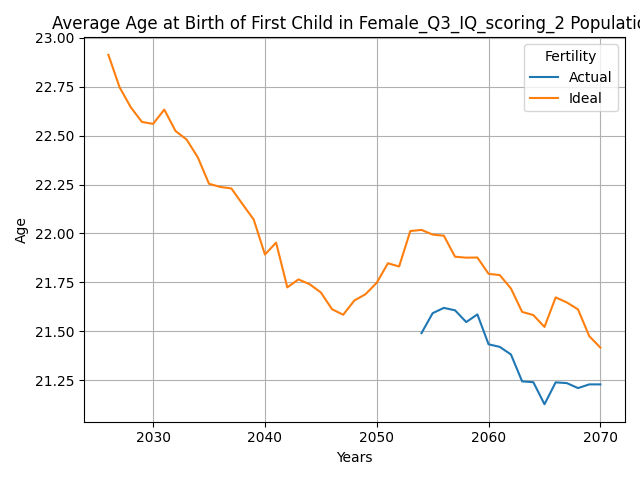 Average Age at Birth of First Child in Female_Q3_IQ_scoring_2 Populatio
23.00
22.75
22.50
22.25
22.00
21.75
21.50
21.25
Age
Fertility
Actual
Ideal
2030 2040 2050 2060 2070
Years